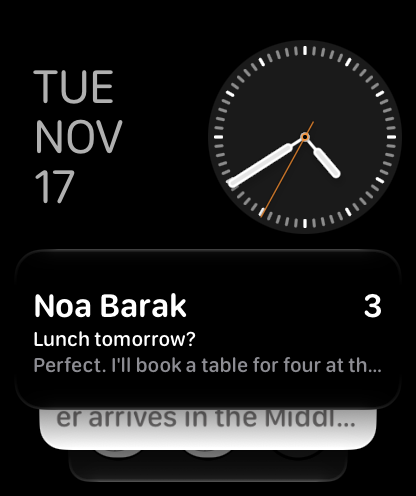 TUE
NOV
17
Noa Barak 3
Lunch tomorrow?
Perfect. I'll book a table for four at th...
er arrives in the Middl...